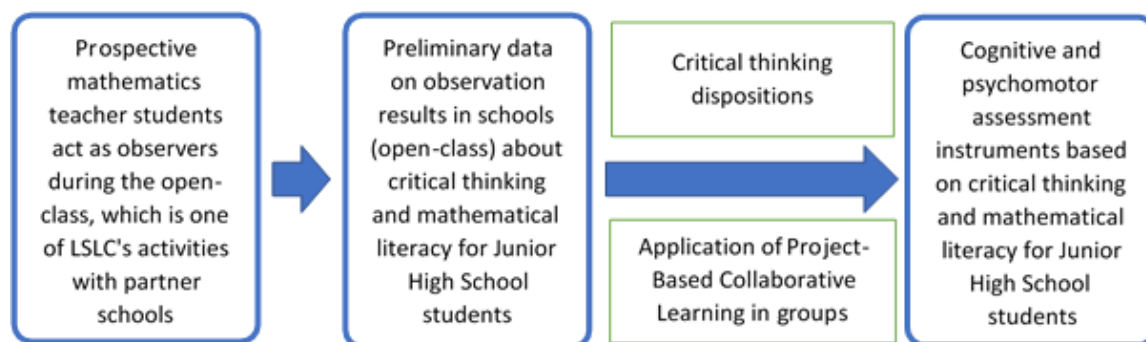 Prospective
mathematics
teacher students
act as observers
during the open-
class, which is one
of LSLC's activities
with partner
schools
Preliminary data
on observation
results in schools
(open-class) about
critical thinking
and mathematical
literacy for Junior
High School
students
Critical thinking
dispositions
Application of Project-
Based Collaborative
Learning in groups
Cognitive and
psychomotor
assessment
instruments based
on critical thinking
and mathematical
literacy for Junior
High School
students